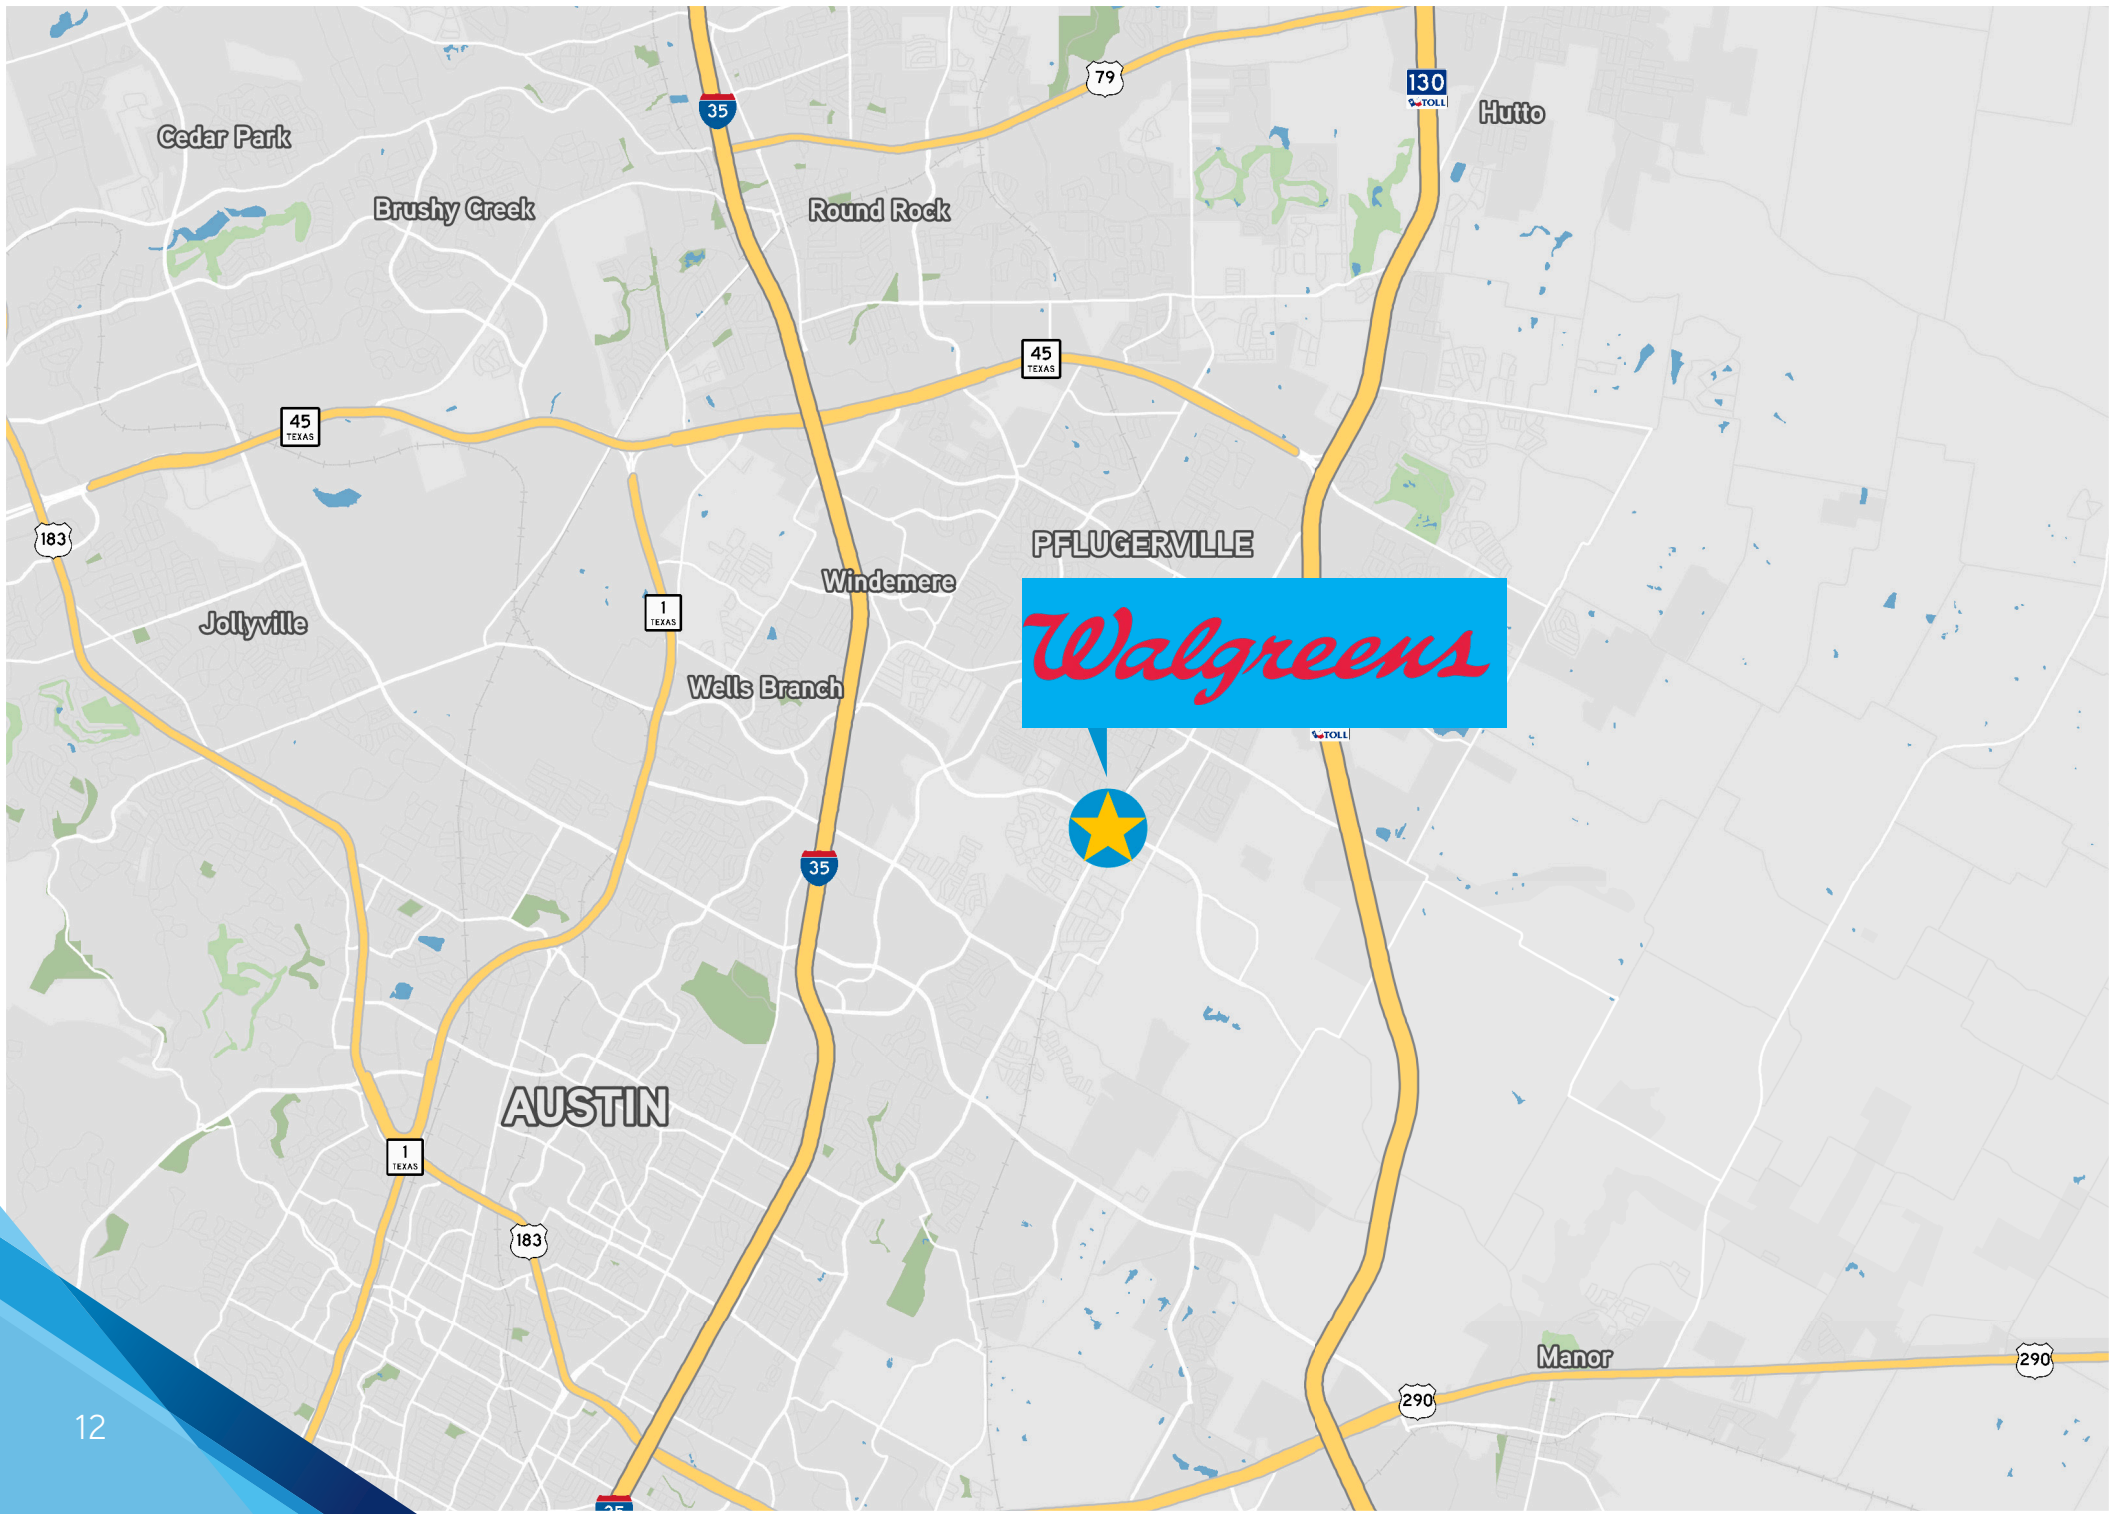 79
130
TOLL
35
Hutto
Cedar Park
Brushy Creek
Round Rock
45
TEXAS
45
TEXAS
183
PFLUGERVILLE
Windemere
1
TEXAS
Jollyville
Walgreens
Wells Branch
TOLL
35
AUSTIN
1
TEXAS
183
Manor
290
290
12
35